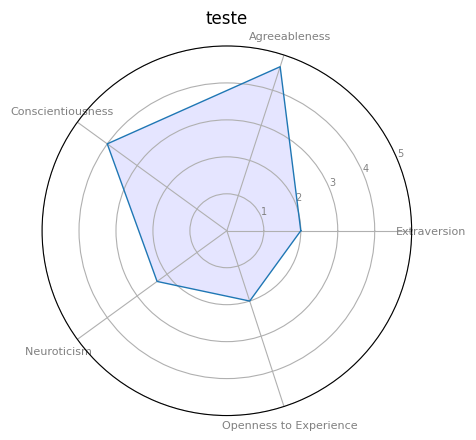 teste
Agreeableness
Conscientiousness
5
4
3
2
1
Extraversion
Neuroticism
Openness to Experience